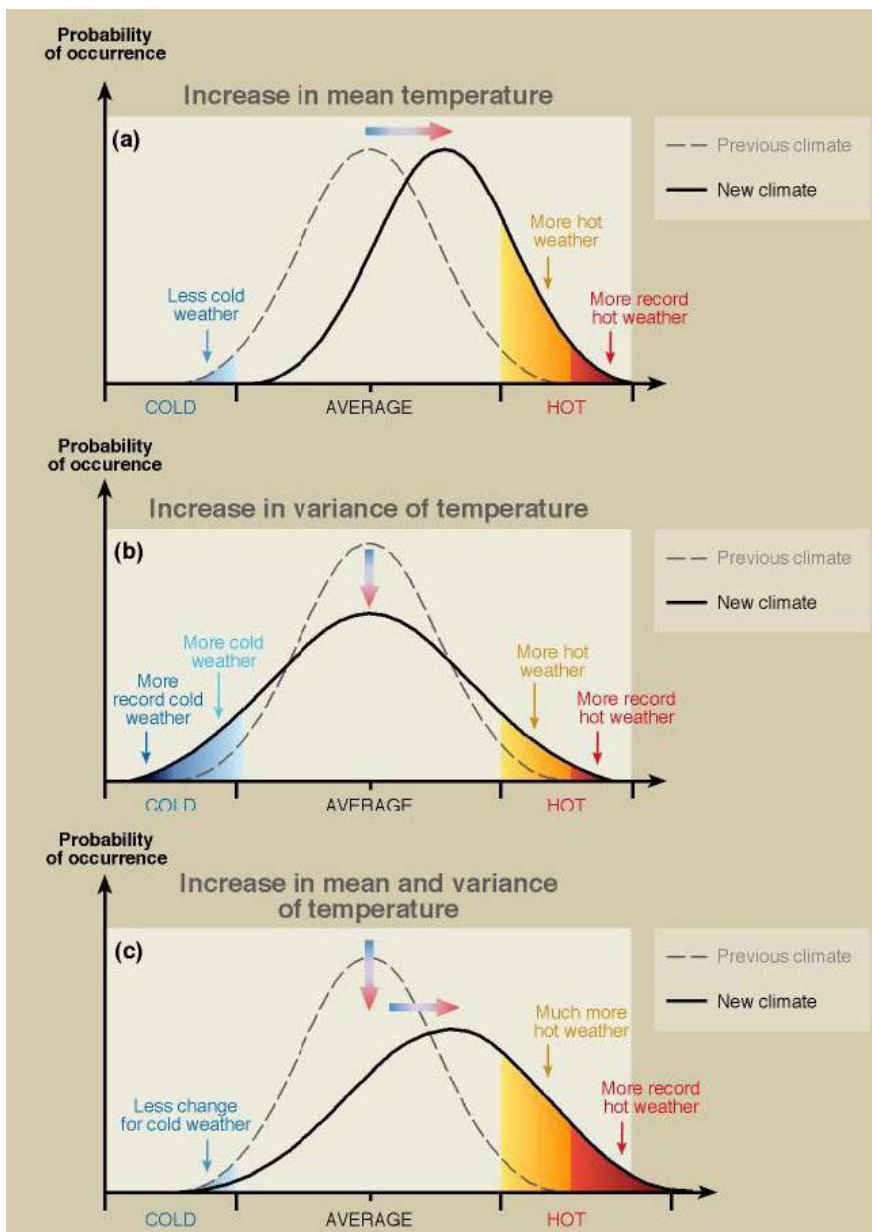 Probability
of occurrence
Increase in mean temperature
(a)
Previous climate
New climate
More hot
weather
Less cold
weather
More record
hot weather
COLD
AVERAGE
HOT
Probability
of occurence
Increase in variance of temperature
(b)
Previous climate
New climate
More cold
weather
More hot
weather
More
record cold
weather
More record
hot weather
COLD
AVERAGE
HOT
Probability
of occurrence
Increase in mean and variance
of temperature
(c)
Previous climate
New climate
Much more
hot weather
Less change
for cold weather
More record
hot weather
COLD
AVERAGE
HOT